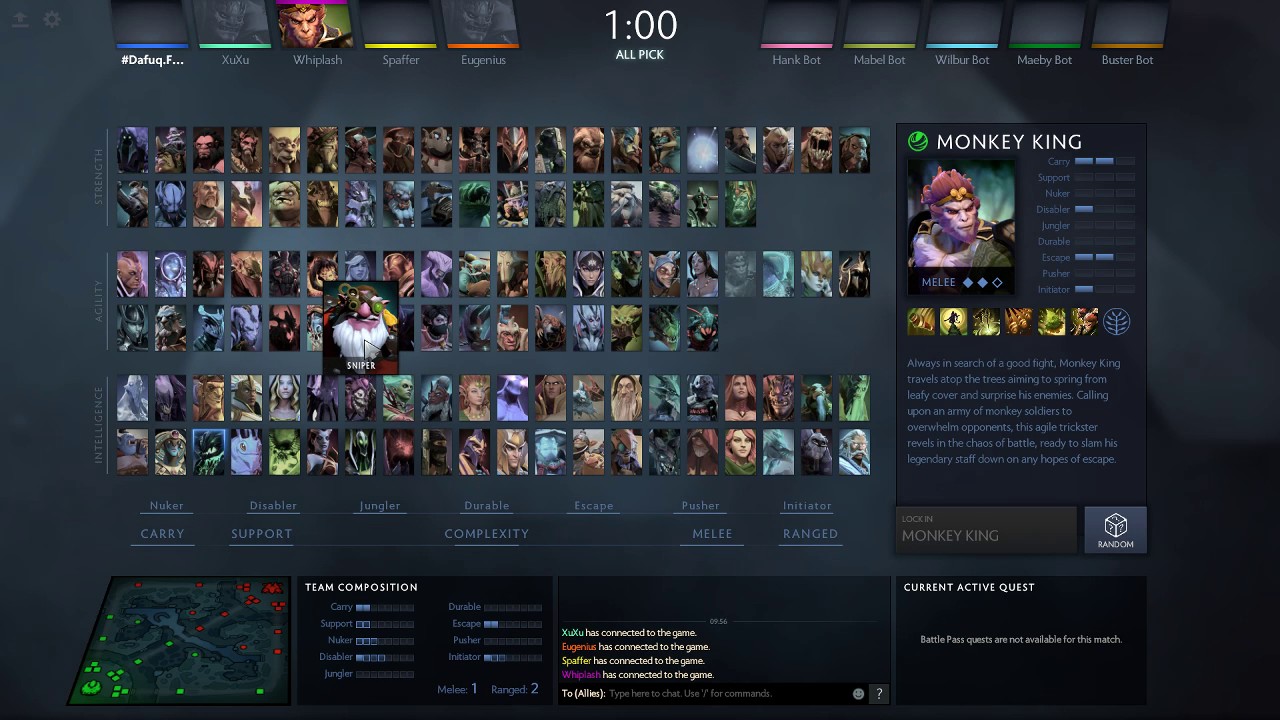 1:00
ALL PICK
#Dafuq.F... XuXu Whiplash Spaffer Eugenius Hank Bot Mabel Bot Wilbur Bot Maeby Bot Buster Bot
STRENGTH
AGILITY
INTELLIGENCE
SNIPER
Nuker Disabler Jungler Durable Escape Pusher Initiator
CARRY SUPPORT COMPLEXITY MELEE RANGED
MONKEY KING
Carry
Support
Nuker
Disabler
Jungler
Durable
Escape
Pusher
Initiator
MELEE
Always in search of a good fight, Monkey King
travels atop the trees aiming to spring from
leafy cover and surprise his enemies. Calling
upon an army of monkey soldiers to
overwhelm opponents, this agile trickster
revels in the chaos of battle, ready to slam his
legendary staff down on any hopes of escape.
LOCK IN
MONKEY KING
RANDOM
TEAM COMPOSITION
Carry Durable
Support Escape
Nuker Pusher
Disabler Initiator
Jungler
Melee: 1 Ranged: 2
09:56
XuXu has connected to the game.
Eugenius has connected to the game.
Spaffer has connected to the game.
Whiplash has connected to the game.
To (Allies): Type here to chat. Use '/' for commands. ?
CURRENT ACTIVE QUEST
Battle Pass quests are not available for this match.